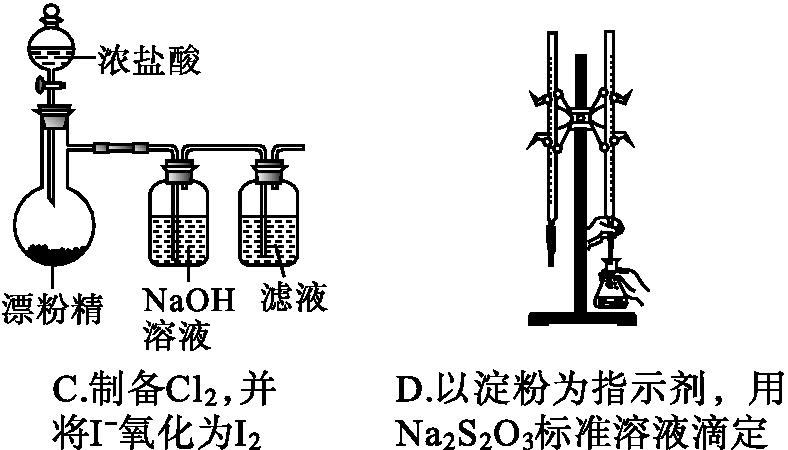 浓盐酸
漂粉精
NaOH
溶液
滤液
C.制备Cl₂,并
将I⁻氧化为I₂
D.以淀粉为指示剂，用
Na₂S₂O₃标准溶液滴定